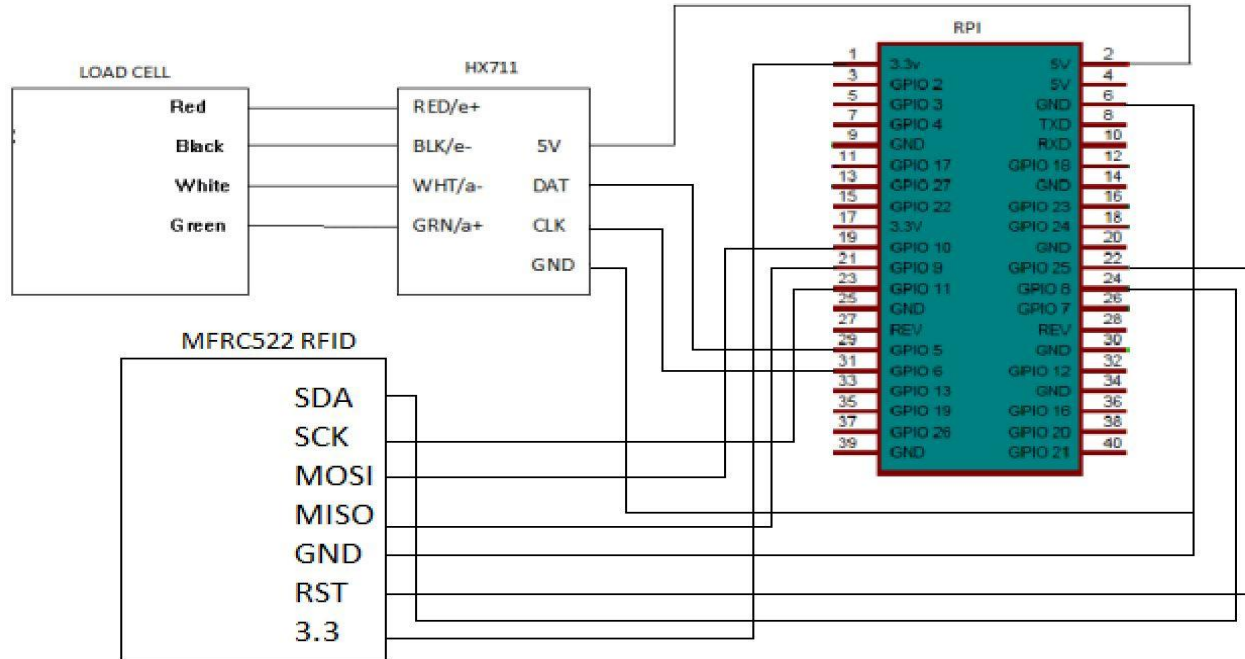 RPI
LOAD CELL
HX711
Red
Black
White
Green
RED/e+
BLK/e-
WHT/a-
GRN/a+
5V
DAT
CLK
GND
1 3.3v 5V 2
3 GPIO 2 5V 4
5 GPIO 3 GND 6
7 GPIO 4 TXD 8
9 GND RXD 10
11 GPIO 17 GPIO 18 12
13 GPIO 27 GND 14
15 GPIO 22 GPIO 23 16
17 3.3V GPIO 24 18
19 GPIO 10 GND 20
21 GPIO 9 GPIO 25 22
23 GPIO 11 GPIO 8 24
25 GND GPIO 7 26
27 REV REV 28
29 GPIO 5 GND 30
31 GPIO 6 GPIO 12 32
33 GPIO 13 GND 34
35 GPIO 19 GPIO 16 36
37 GPIO 26 GPIO 20 38
39 GND GPIO 21 40
MFRC522 RFID
SDA
SCK
MOSI
MISO
GND
RST
3.3